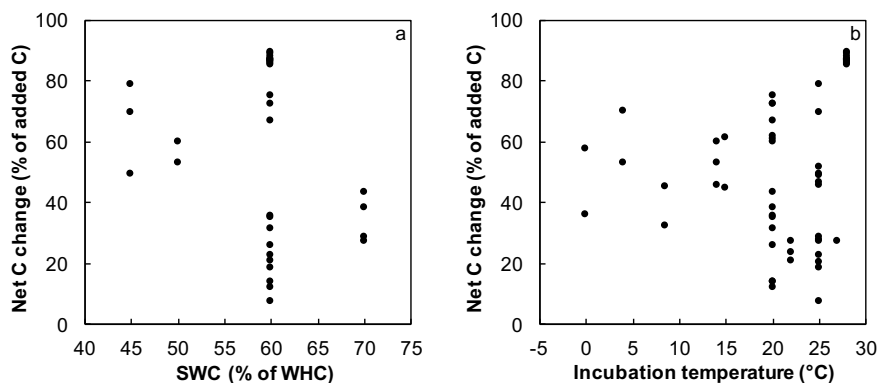 a
Net C change (% of added C)
100
80
60
40
20
0
40 45 50 55 60 65 70 75
SWC (% of WHC)
b
Net C change (% of added C)
100
80
60
40
20
0
-5 0 5 10 15 20 25 30
Incubation temperature (°C)